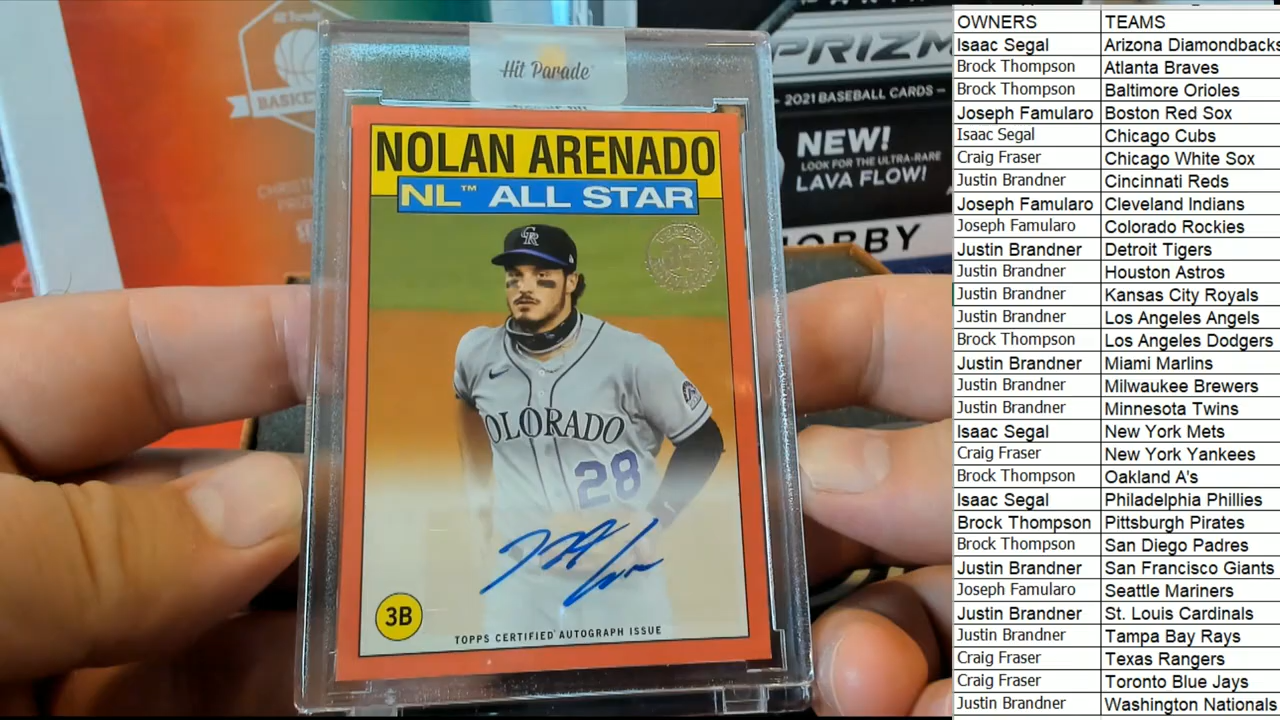 BASKET
Hit Parade
PRIZM
2021 BASEBALL CARDS
NEW!
LOOK FOR THE ULTRA-RARE
LAVA FLOW!
HOBBY
NOLAN ARENADO
NL™ ALL STAR
CR
35
COLORADO
28
3B
TOPPS CERTIFIED AUTOGRAPH ISSUE
OWNERS TEAMS
Isaac Segal Arizona Diamondbacks
Brock Thompson Atlanta Braves
Brock Thompson Baltimore Orioles
Joseph Famularo Boston Red Sox
Isaac Segal Chicago Cubs
Craig Fraser Chicago White Sox
Justin Brandner Cincinnati Reds
Joseph Famularo Cleveland Indians
Joseph Famularo Colorado Rockies
Justin Brandner Detroit Tigers
Justin Brandner Houston Astros
Justin Brandner Kansas City Royals
Justin Brandner Los Angeles Angels
Brock Thompson Los Angeles Dodgers
Justin Brandner Miami Marlins
Justin Brandner Milwaukee Brewers
Justin Brandner Minnesota Twins
Isaac Segal New York Mets
Craig Fraser New York Yankees
Brock Thompson Oakland A's
Isaac Segal Philadelphia Phillies
Brock Thompson Pittsburgh Pirates
Brock Thompson San Diego Padres
Justin Brandner San Francisco Giants
Joseph Famularo Seattle Mariners
Justin Brandner St. Louis Cardinals
Justin Brandner Tampa Bay Rays
Craig Fraser Texas Rangers
Craig Fraser Toronto Blue Jays
Justin Brandner Washington Nationals